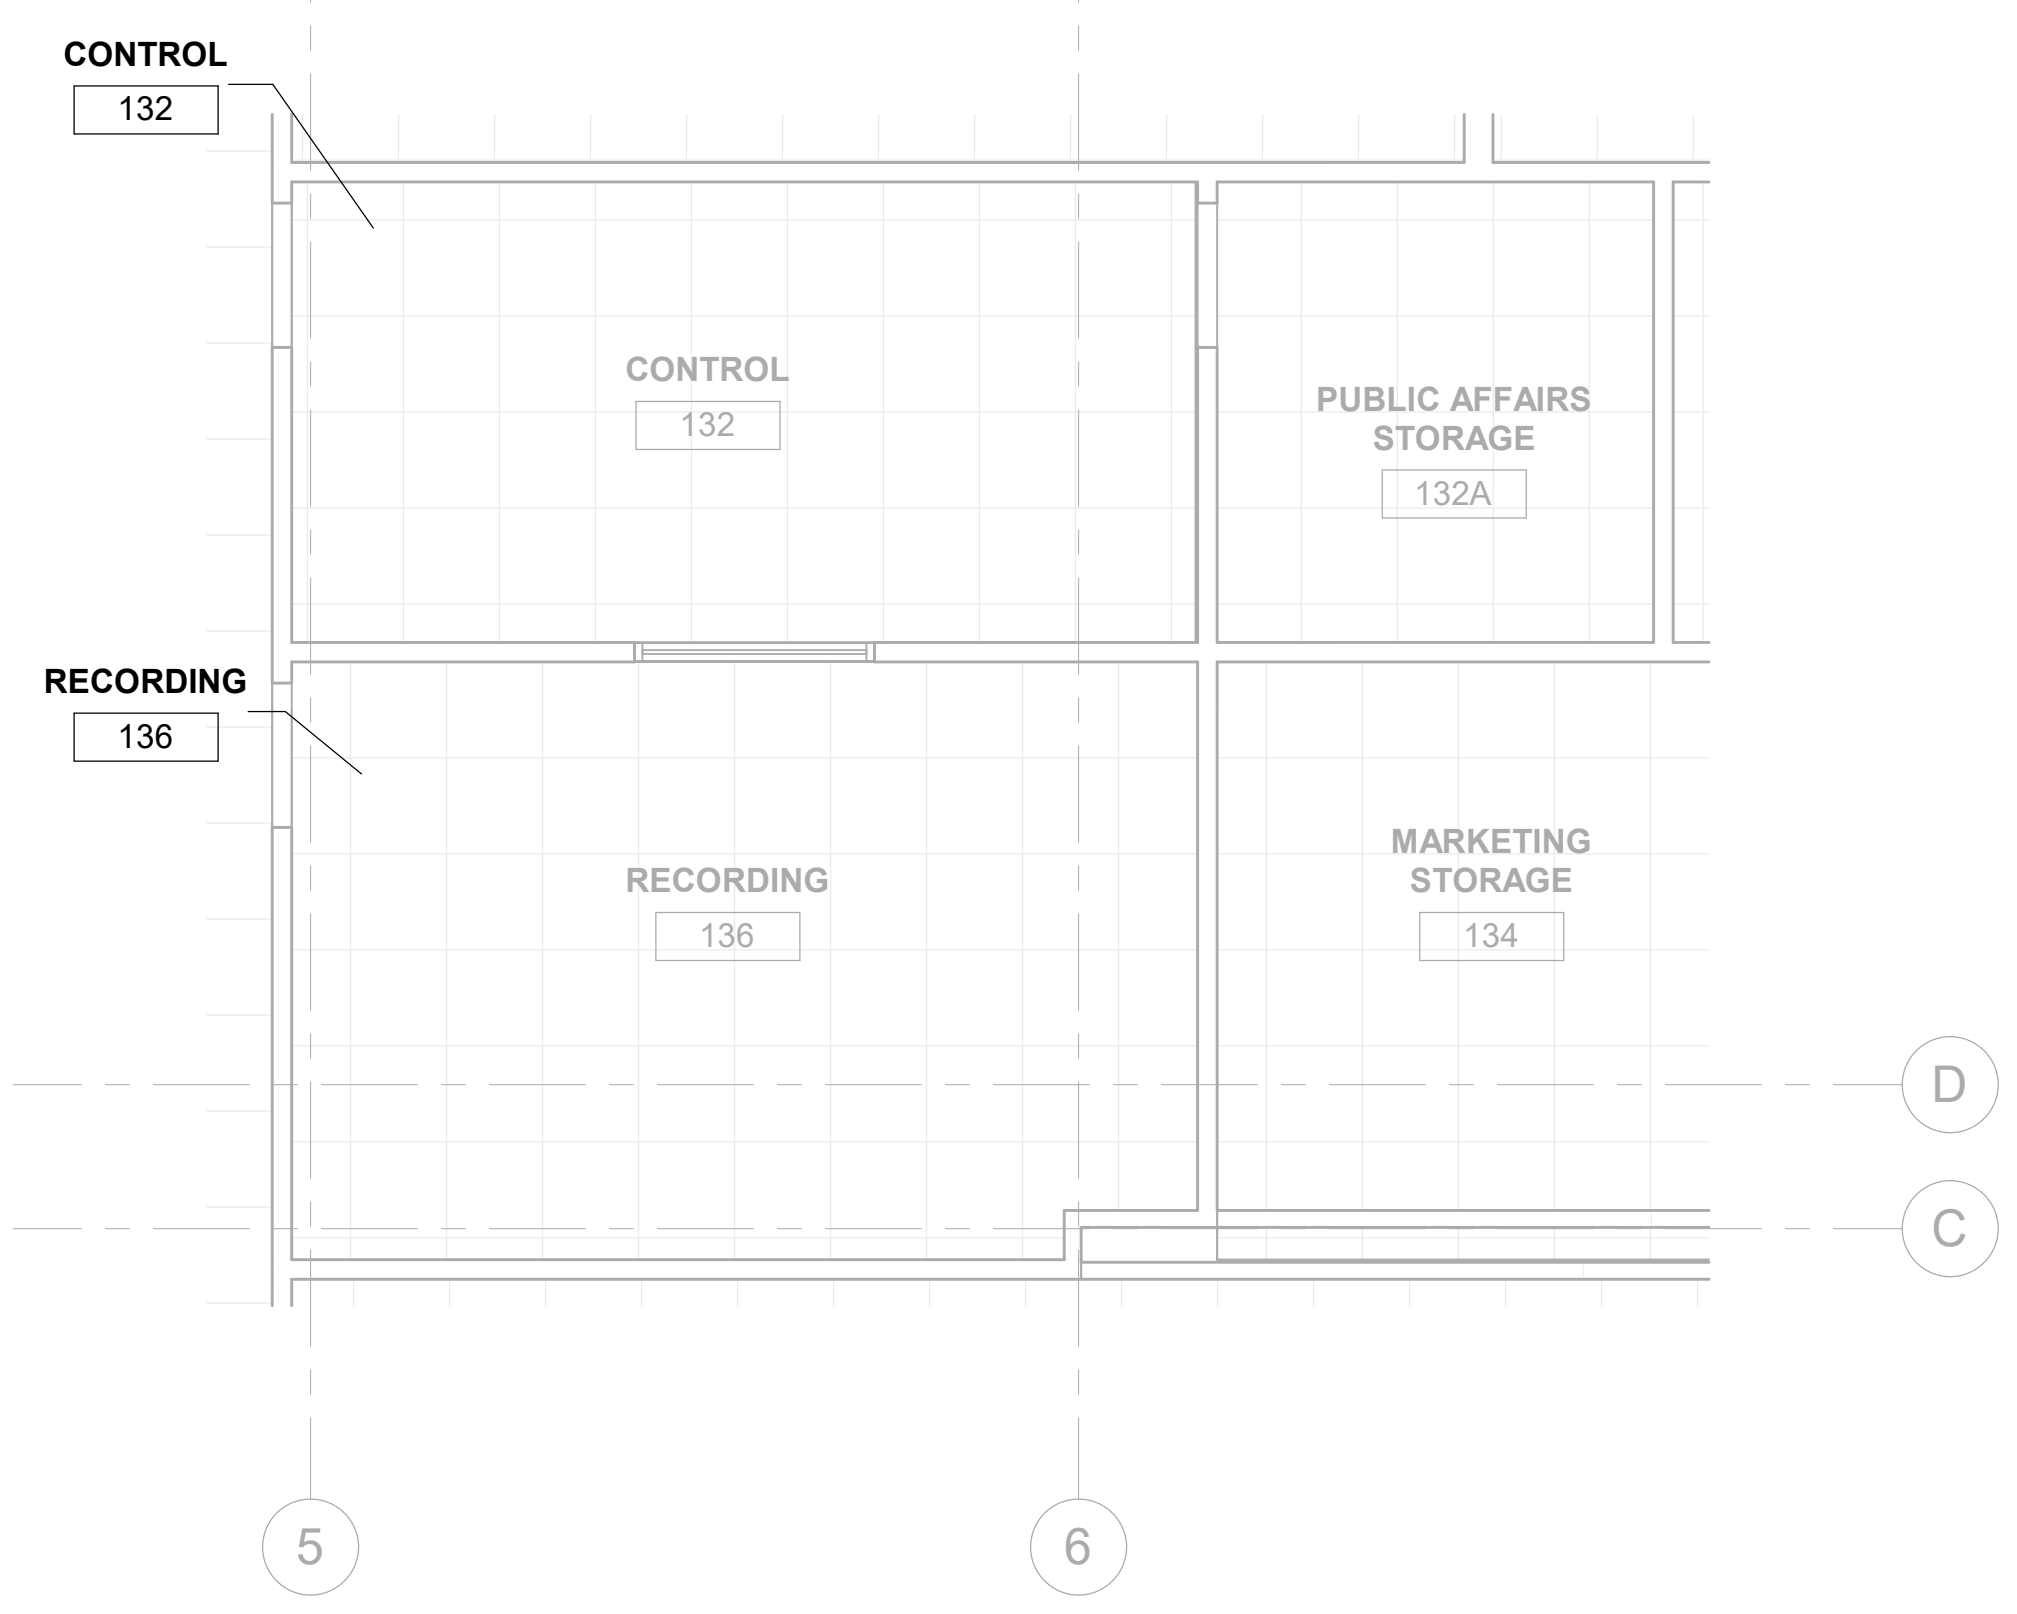 CONTROL
132
CONTROL
132
PUBLIC AFFAIRS
STORAGE
132A
RECORDING
136
RECORDING
136
MARKETING
STORAGE
134
D
C
5
6